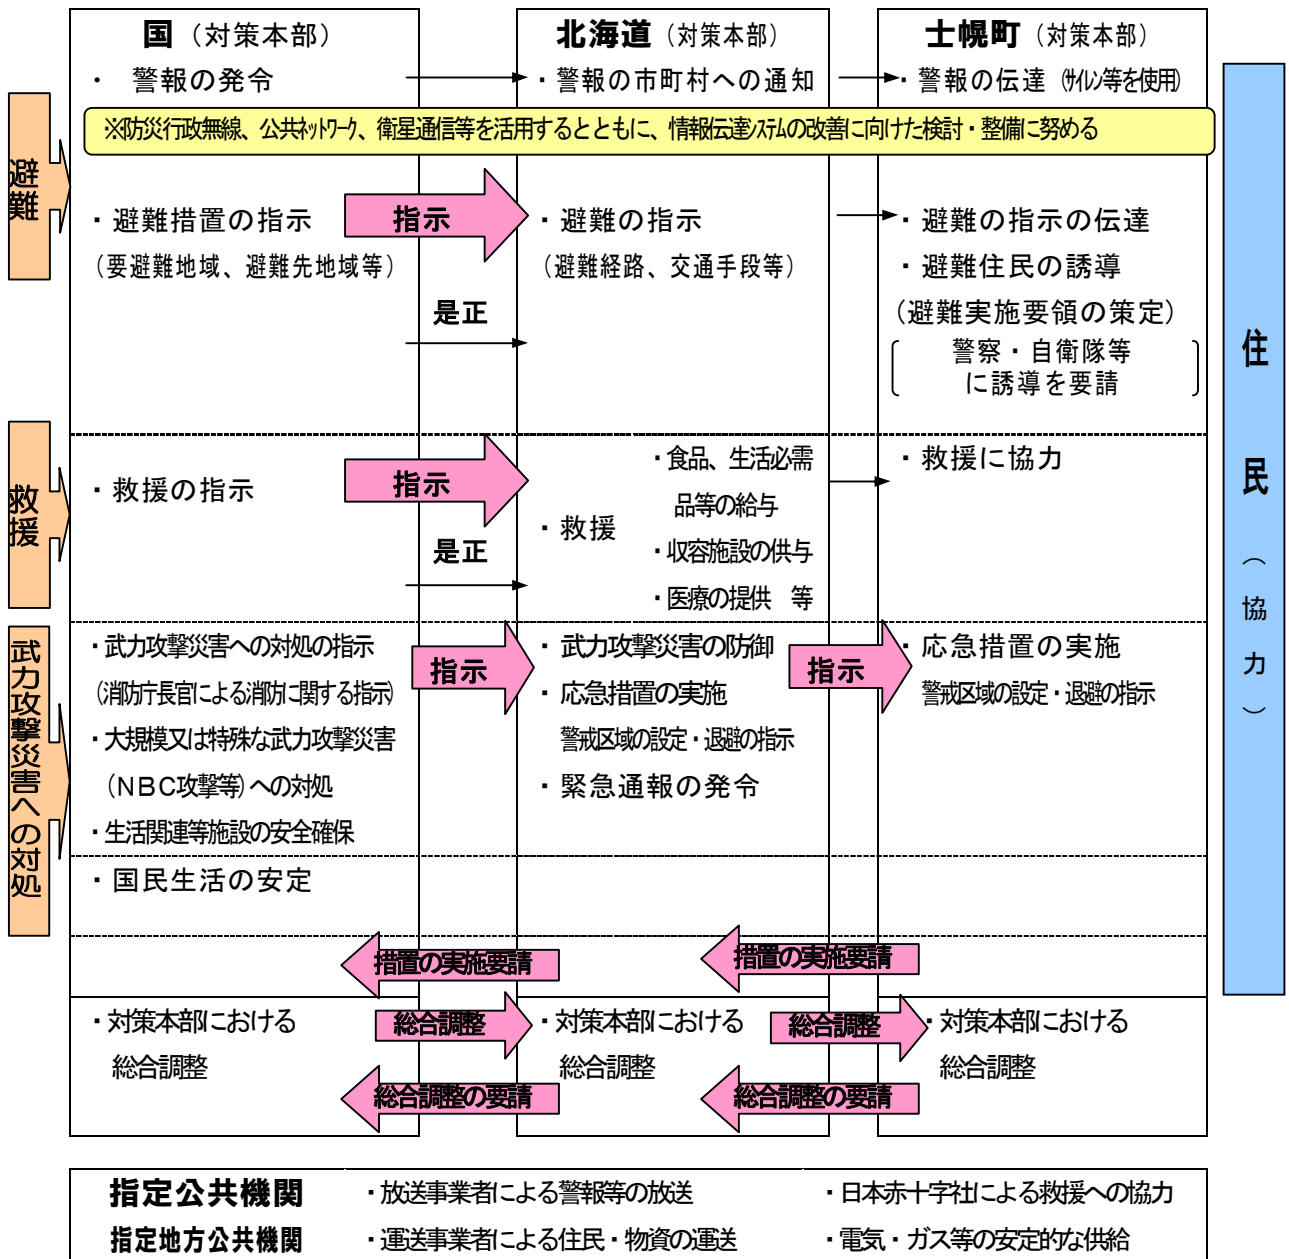 国（対策本部）
北海道（対策本部）
士幌町（対策本部）
・　警報の発令
・警報の市町村への通知
・警報の伝達（ｻｲﾚﾝ等を使用）
※防災行政無線、公共ﾈｯﾄﾜｰｸ、衛星通信等を活用するとともに、情報伝達ｼｽﾃﾑの改善に向けた検討・整備に努める
避難
・避難措置の指示
（要避難地域、避難先地域等）
指示
是正
・避難の指示
（避難経路、交通手段等）
・避難の指示の伝達
・避難住民の誘導
（避難実施要領の策定）
警察・自衛隊等
に誘導を要請
救援
・救援の指示
指示
是正
・救援
・食品、生活必需
品等の給与
・収容施設の供与
・医療の提供　等
・救援に協力
武力攻撃災害への対処
・武力攻撃災害への対処の指示
（消防庁長官による消防に関する指示）
・大規模又は特殊な武力攻撃災害
（ＮＢＣ攻撃等）への対処
・生活関連等施設の安全確保
指示
・武力攻撃災害の防御
・応急措置の実施
警戒区域の設定・退避の指示
・緊急通報の発令
指示
・応急措置の実施
警戒区域の設定・退避の指示
・国民生活の安定
措置の実施要請
措置の実施要請
・対策本部における
総合調整
総合調整
総合調整の要請
・対策本部における
総合調整
総合調整
総合調整の要請
・対策本部における
総合調整
住民（協力）
指定公共機関
・放送事業者による警報等の放送
・日本赤十字社による救援への協力
指定地方公共機関
・運送事業者による住民・物資の運送
・電気・ガス等の安定的な供給